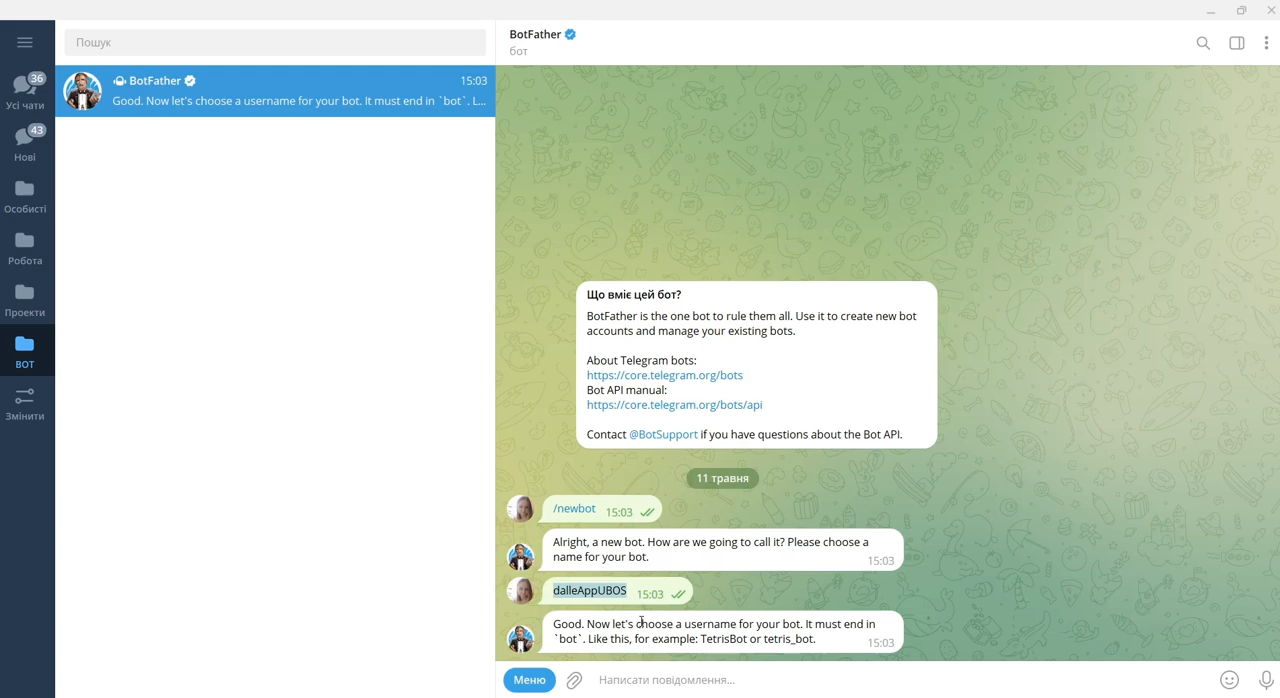 Пошук
BotFather
15:03
Good. Now let's choose a username for your bot. It must end in `bot`. L...
36
Усі чати
43
Нові
Особисті
Робота
Проекти
БОТ
Змінити
BotFather
бот
Що вміє цей бот?
BotFather is the one bot to rule them all. Use it to create new bot
accounts and manage your existing bots.
About Telegram bots:
https://core.telegram.org/bots
Bot API manual:
https://core.telegram.org/bots/api
Contact @BotSupport if you have questions about the Bot API.
11 травня
/newbot 15:03
Alright, a new bot. How are we going to call it? Please choose a
name for your bot.
15:03
dalleAppUBOS 15:03
Good. Now let's choose a username for your bot. It must end in
`bot`. Like this, for example: TetrisBot or tetris_bot.
15:03
Меню
Написати повідомлення...